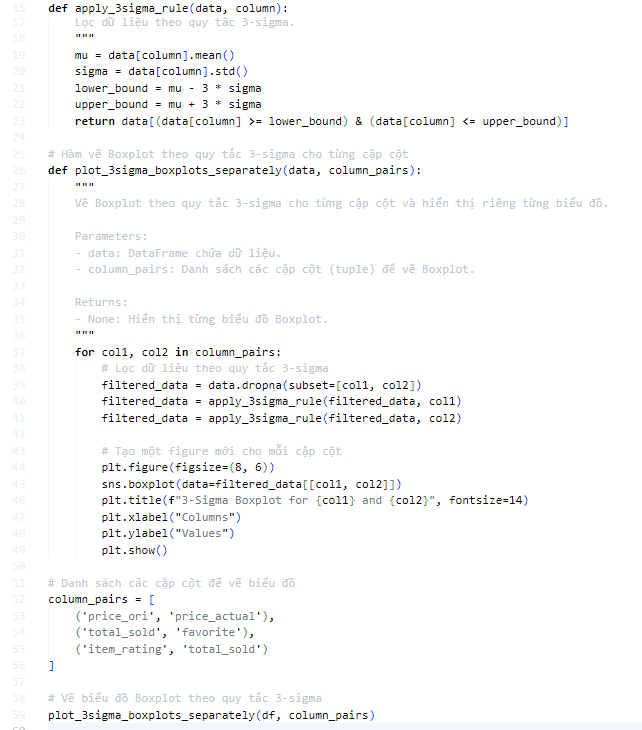 15 def apply_3sigma_rule(data, column):
17 Lọc dữ liệu theo quy tắc 3-sigma.
18 """
19 mu = data[column].mean()
20 sigma = data[column].std()
21 lower_bound = mu - 3 * sigma
22 upper_bound = mu + 3 * sigma
23 return data[(data[column] >= lower_bound) & (data[column] <= upper_bound)]
24
25 # Hàm vẽ Boxplot theo quy tắc 3-sigma cho từng cặp cột
26 def plot_3sigma_boxplots_separately(data, column_pairs):
27 """
28 Vẽ Boxplot theo quy tắc 3-sigma cho từng cặp cột và hiển thị riêng từng biểu đồ.
29
30 Parameters:
31 - data: DataFrame chứa dữ liệu.
32 - column_pairs: Danh sách các cặp cột (tuple) để vẽ Boxplot.
33
34 Returns:
35 - None: Hiển thị từng biểu đồ Boxplot.
36 """
37 for col1, col2 in column_pairs:
38 # Lọc dữ liệu theo quy tắc 3-sigma
39 filtered_data = data.dropna(subset=[col1, col2])
40 filtered_data = apply_3sigma_rule(filtered_data, col1)
41 filtered_data = apply_3sigma_rule(filtered_data, col2)
42
43 # Tạo một figure mới cho mỗi cặp cột
44 plt.figure(figsize=(8, 6))
45 sns.boxplot(data=filtered_data[[col1, col2]])
46 plt.title(f"3-Sigma Boxplot for {col1} and {col2}", fontsize=14)
47 plt.xlabel("Columns")
48 plt.ylabel("Values")
49 plt.show()
50
51 # Danh sách các cặp cột để vẽ biểu đồ
52 column_pairs = [
53 ('price_ori', 'price_actual'),
54 ('total_sold', 'favorite'),
55 ('item_rating', 'total_sold')
56 ]
57
58 # Vẽ biểu đồ Boxplot theo quy tắc 3-sigma
59 plot_3sigma_boxplots_separately(df, column_pairs)